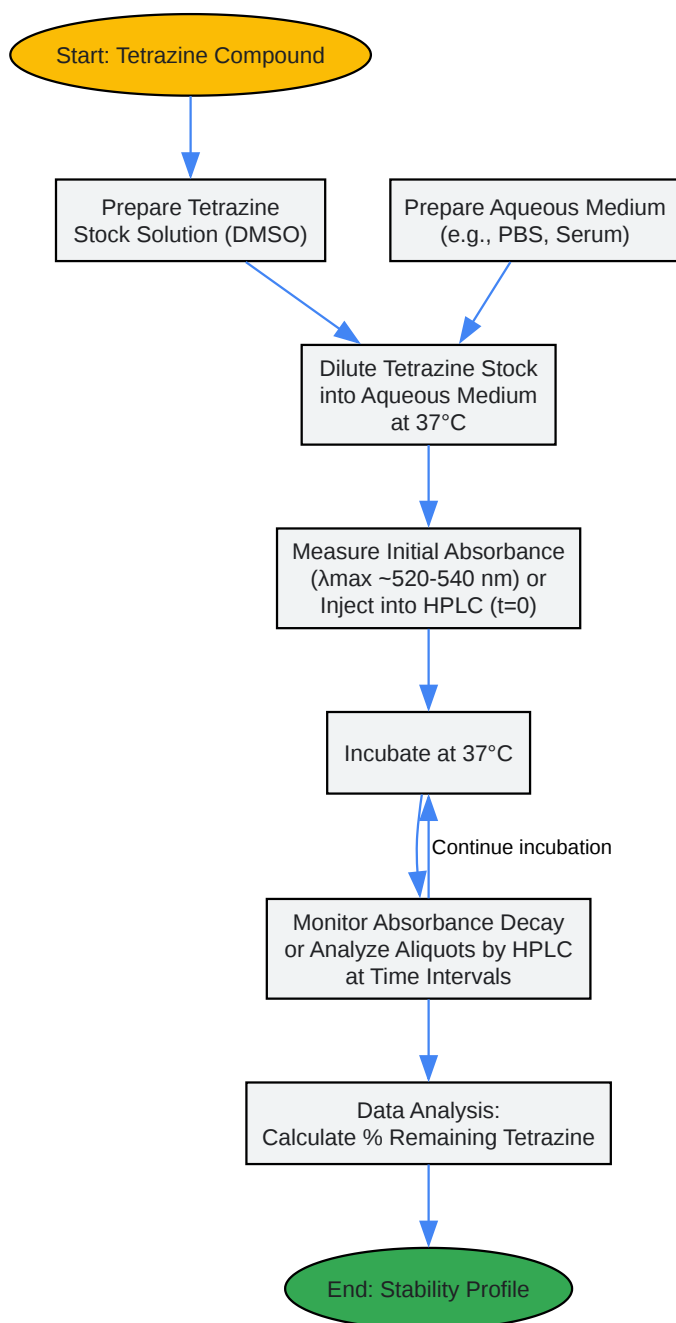 Start: Tetrazine Compound
Prepare Tetrazine
Stock Solution (DMSO)
Prepare Aqueous Medium
(e.g., PBS, Serum)
Dilute Tetrazine Stock
into Aqueous Medium
at 37°C
Measure Initial Absorbance
(λmax ~520-540 nm) or
Inject into HPLC (t=0)
Incubate at 37°C
Continue incubation
Monitor Absorbance Decay
or Analyze Aliquots by HPLC
at Time Intervals
Data Analysis:
Calculate % Remaining Tetrazine
End: Stability Profile